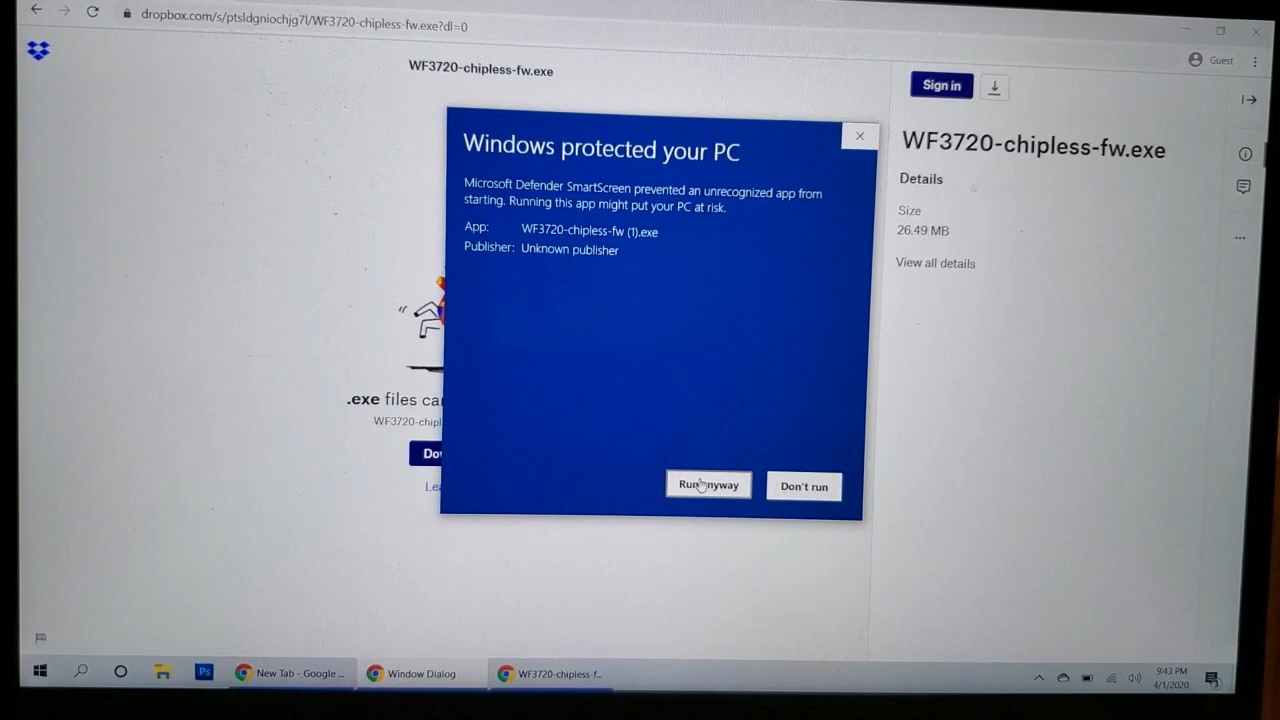 dropbox.com/s/ptsldgniochjg7l/WF3720-chipless-fw.exe?dl=0
Guest
WF3720-chipless-fw.exe
Sign in
WF3720-chipless-fw.exe
Details
Size
26.49 MB
View all details
Windows protected your PC
Microsoft Defender SmartScreen prevented an unrecognized app from
starting. Running this app might put your PC at risk.
App: WF3720-chipless-fw (1).exe
Publisher: Unknown publisher
Run anyway
Don't run
.exe files ca
WF3720-chipl
Do
Lea
Ps
New Tab - Google ...
Window Dialog
WF3720-chipless-f...
9:43 PM
4/1/2020
3